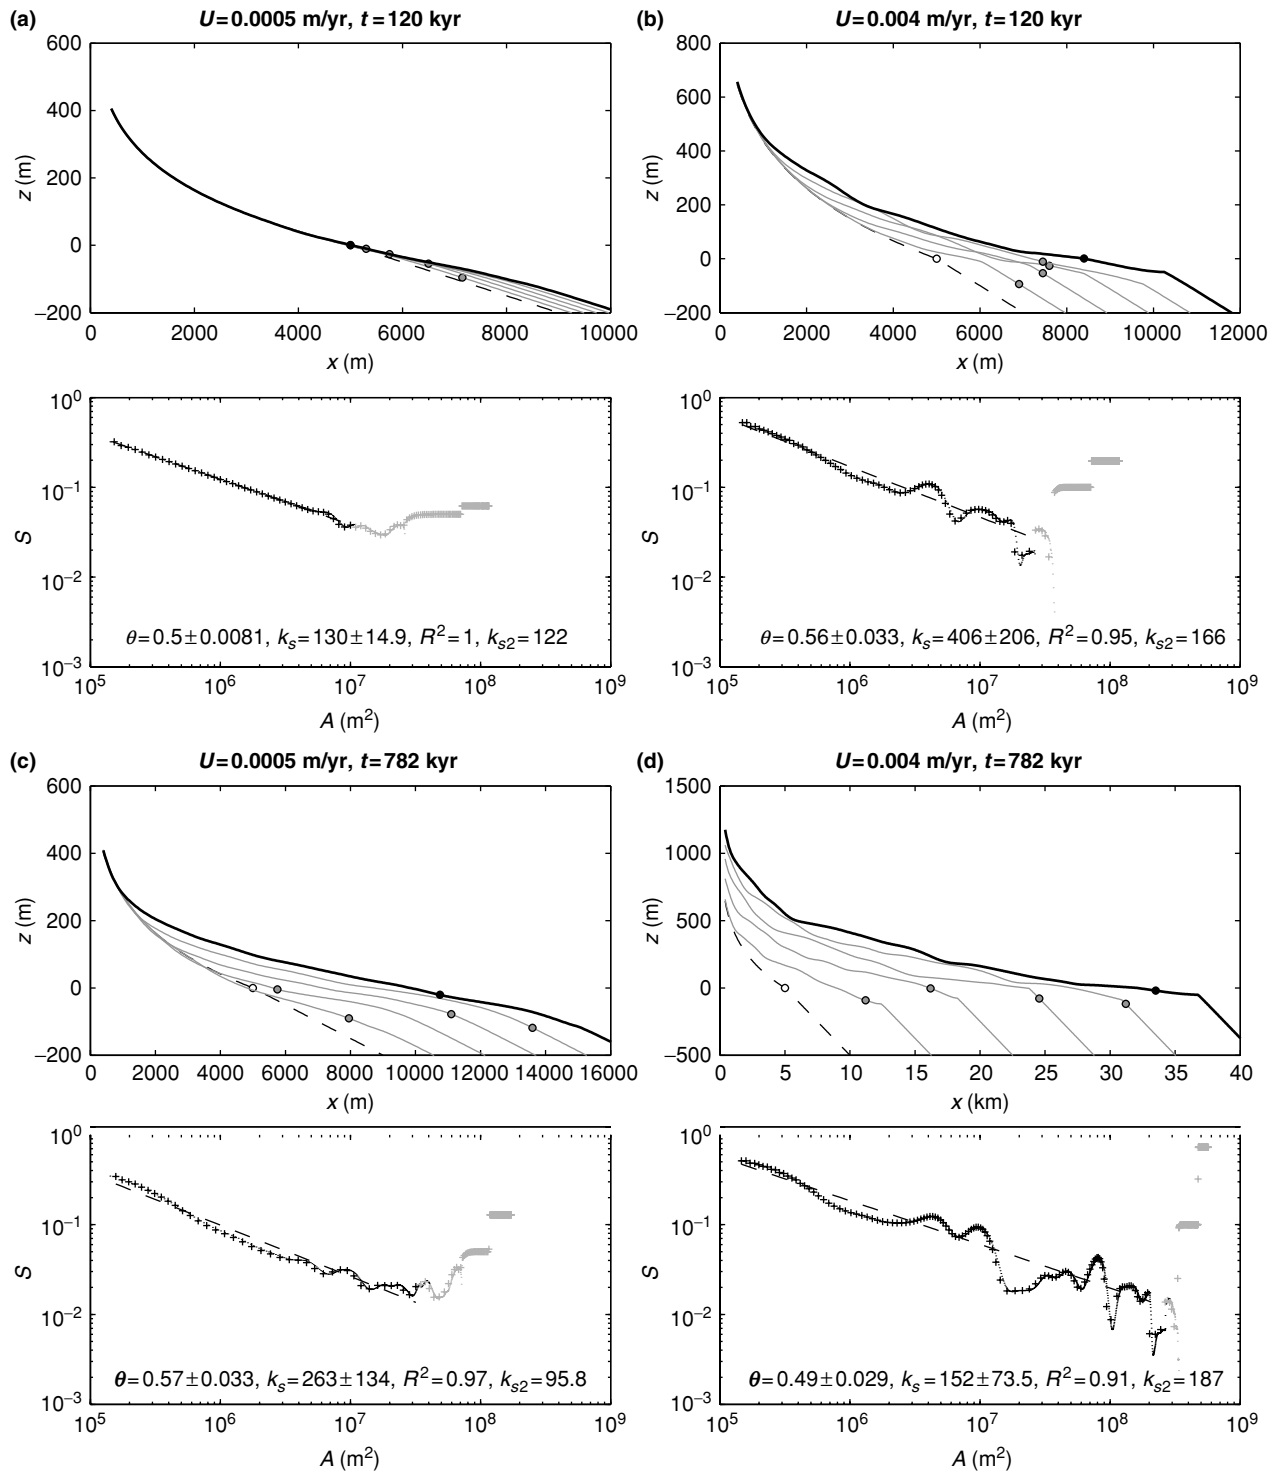 (a)
U=0.0005 m/yr, t=120 kyr
600
400
200
0
−200
z (m)
0 2000 4000 6000 8000 10000
x (m)
10^0
10^−1
10^−2
10^−3
S
θ=0.5±0.0081, k_s=130±14.9, R^2=1, k_s2=122
10^5 10^6 10^7 10^8 10^9
A (m^2)
(b)
U=0.004 m/yr, t=120 kyr
800
600
400
200
0
−200
z (m)
0 2000 4000 6000 8000 10000 12000
x (m)
10^0
10^−1
10^−2
10^−3
S
θ=0.56±0.033, k_s=406±206, R^2=0.95, k_s2=166
10^5 10^6 10^7 10^8 10^9
A (m^2)
(c)
U=0.0005 m/yr, t=782 kyr
600
400
200
0
−200
z (m)
0 2000 4000 6000 8000 10000 12000 14000 16000
x (m)
10^0
10^−1
10^−2
10^−3
S
θ=0.57±0.033, k_s=263±134, R^2=0.97, k_s2=95.8
10^5 10^6 10^7 10^8 10^9
A (m^2)
(d)
U=0.004 m/yr, t=782 kyr
1500
1000
500
0
−500
z (m)
0 5 10 15 20 25 30 35 40
x (km)
10^0
10^−1
10^−2
10^−3
S
θ=0.49±0.029, k_s=152±73.5, R^2=0.91, k_s2=187
10^5 10^6 10^7 10^8 10^9
A (m^2)